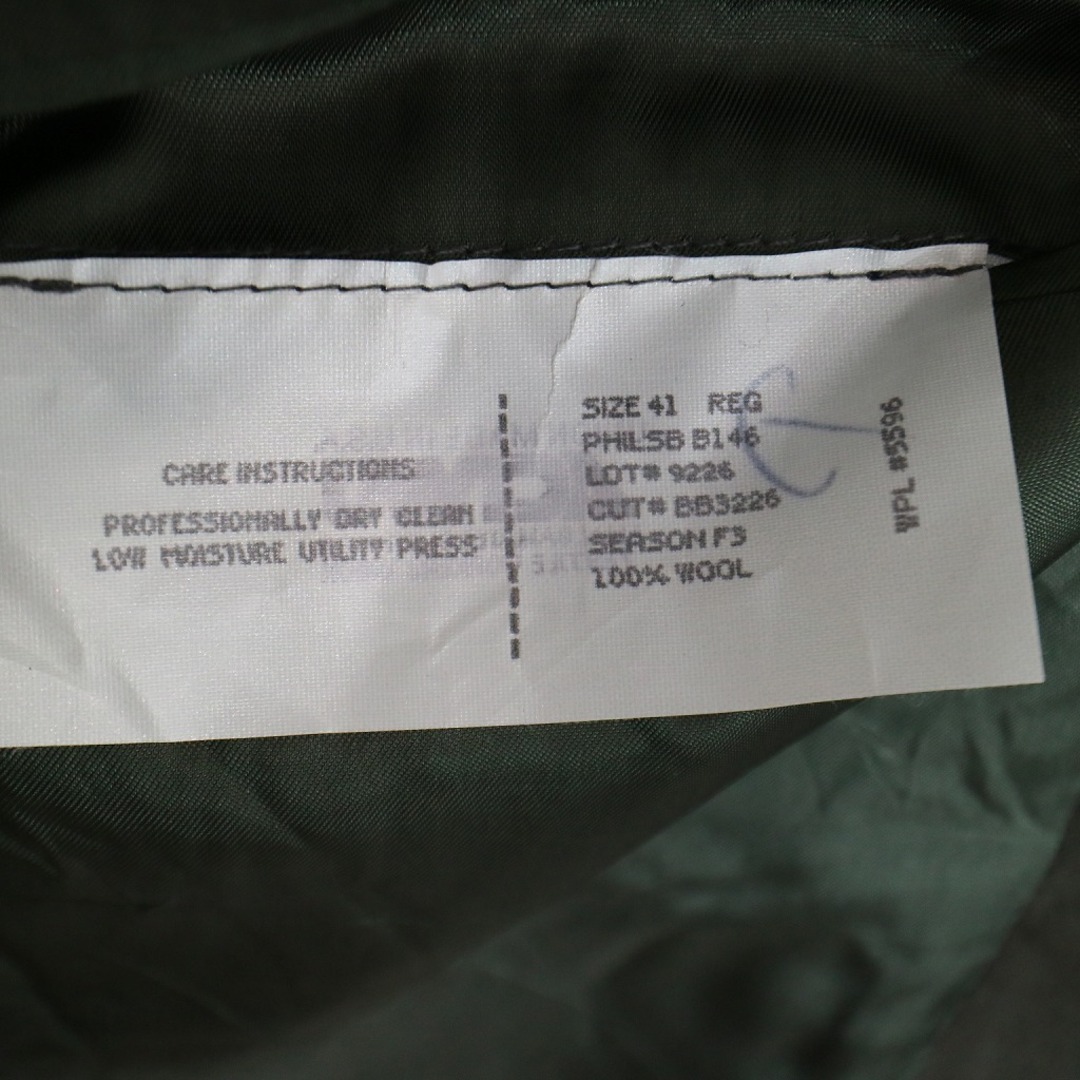 CARE INSTRUCTIONS
PROFESSIONALLY DRY CLEAN
LOW MOISTURE UTILITY PRESS
SIZE 41 REG
PHILSB B146
LOT# 9226
CUT# BB3226
SEASON F3
100% WOOL
WPL #5596